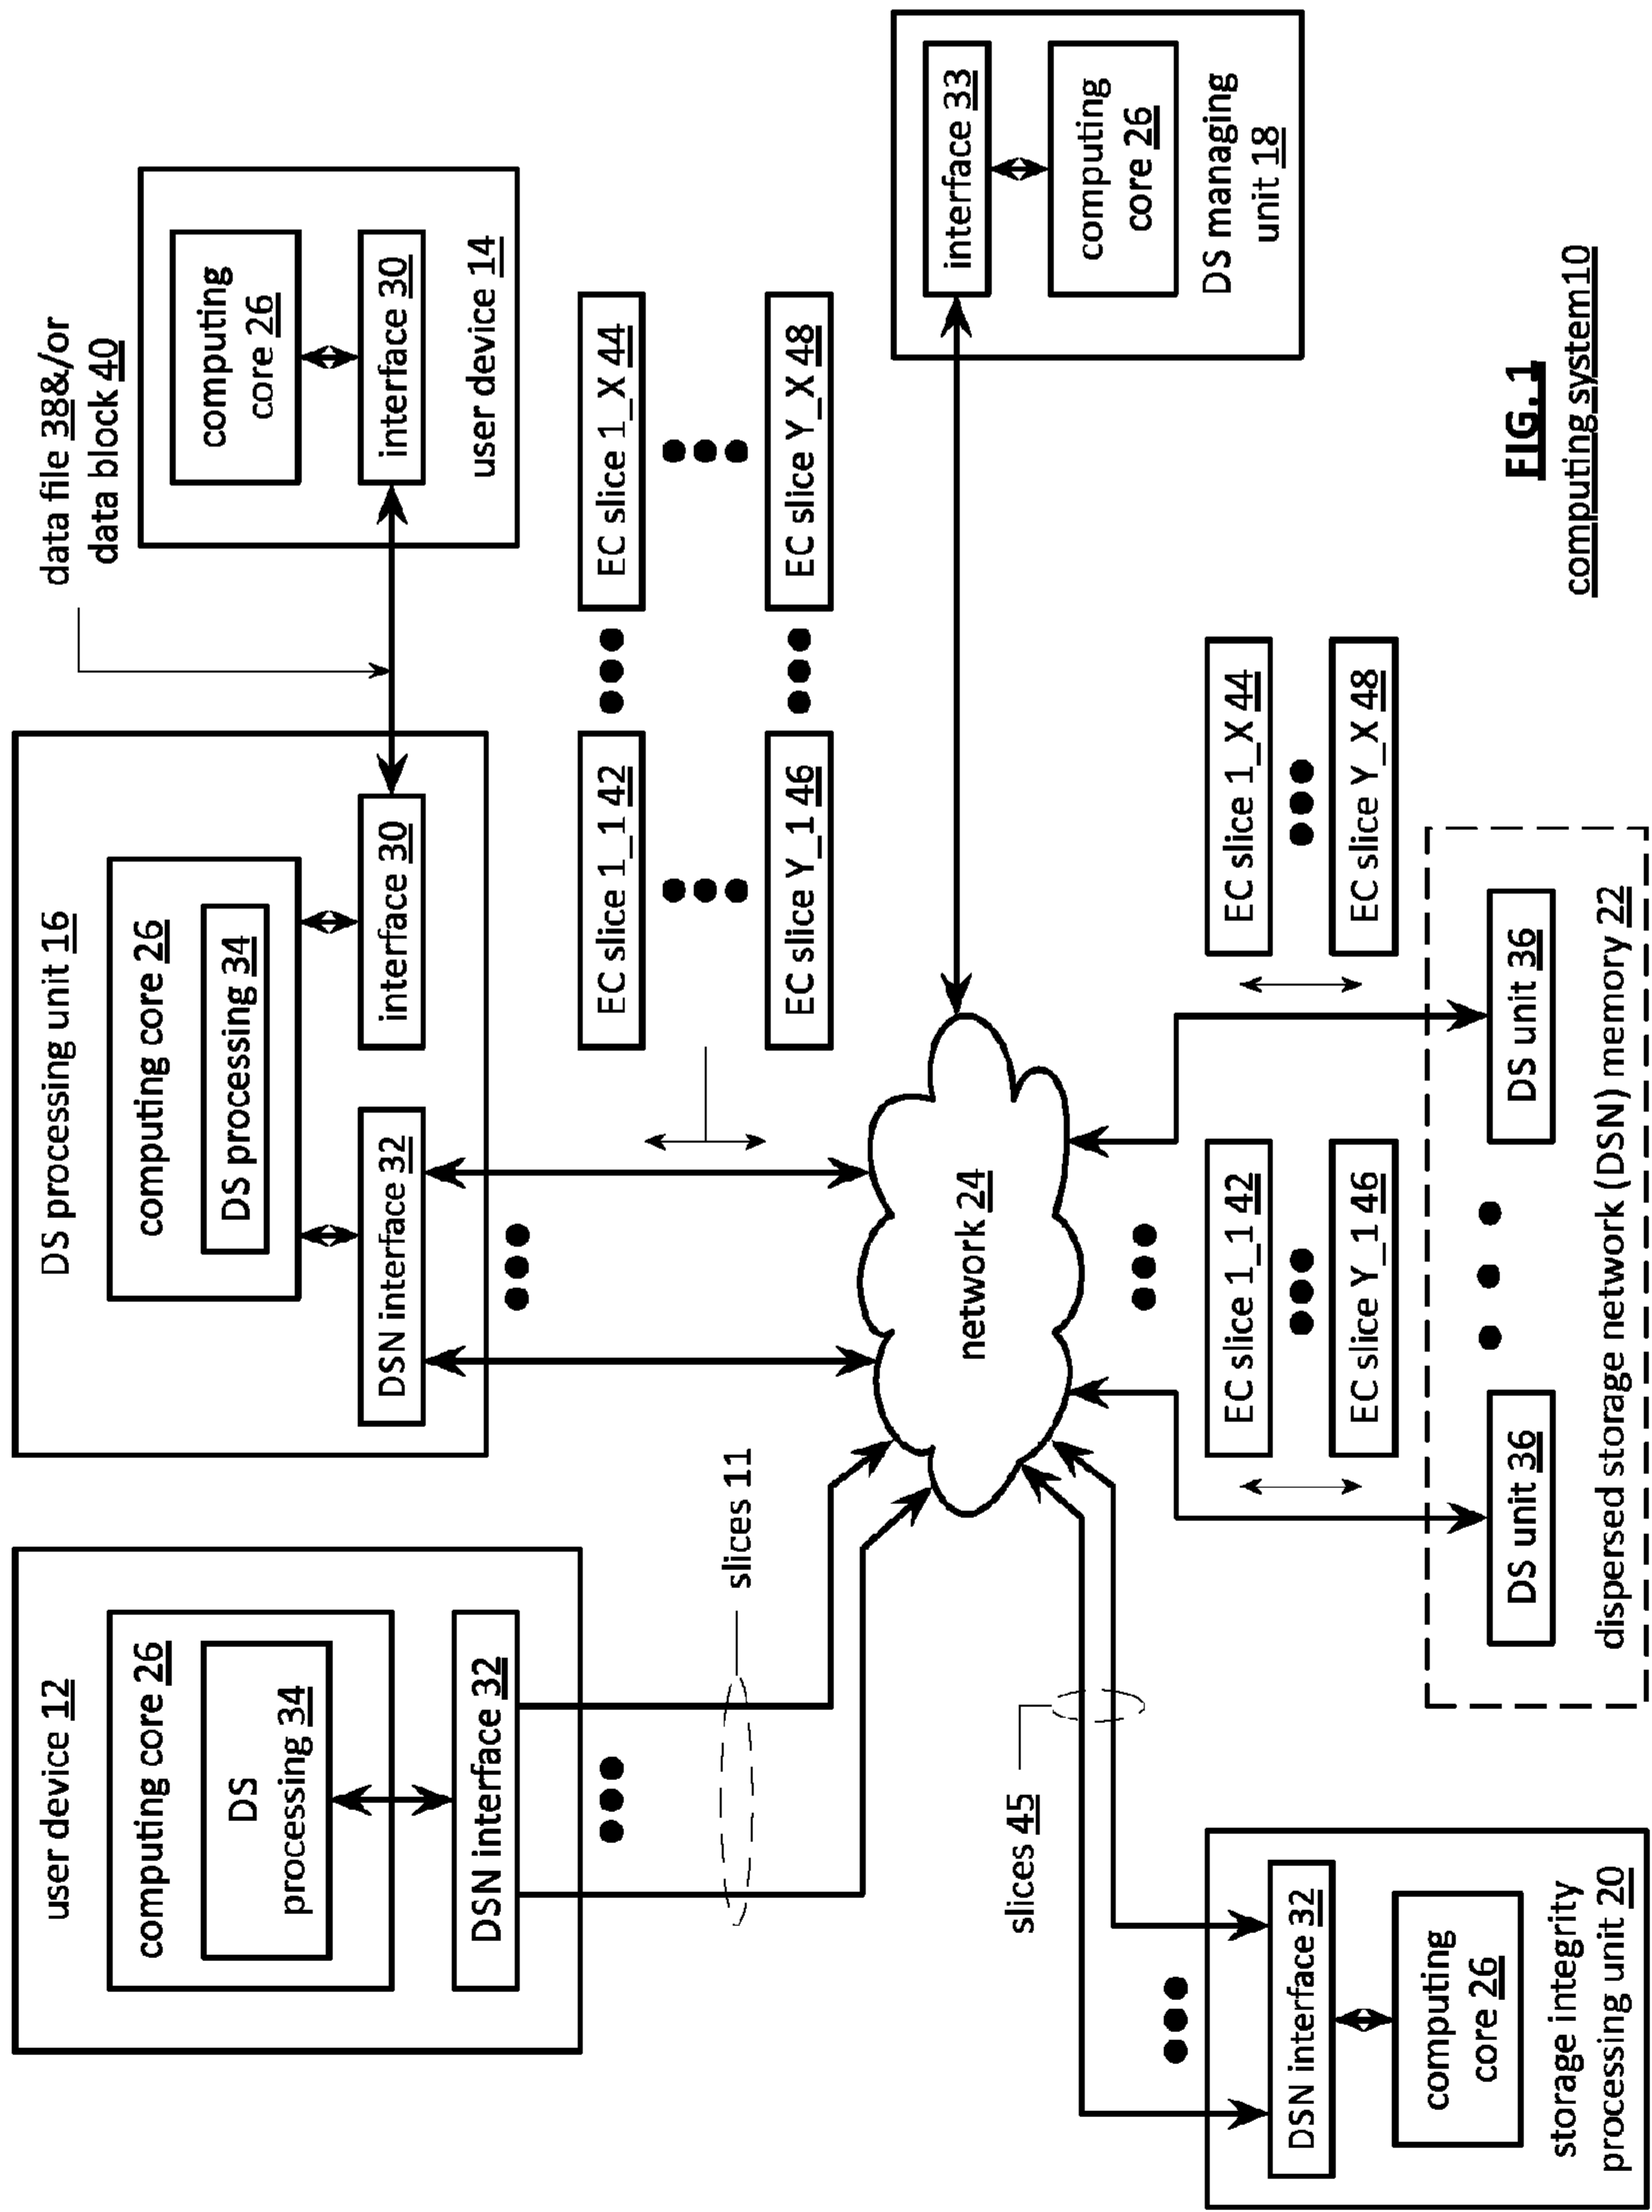 user device 12
computing core 26
DS
processing 34
DSN interface 32
slices 11
DS processing unit 16
computing core 26
DS processing 34
DSN interface 32
interface 30
data file 38&/or
data block 40
computing
core 26
interface 30
user device 14
EC slice 1_1 42
EC slice 1_X 44
EC slice Y_1 46
EC slice Y_X 48
network 24
interface 33
computing
core 26
DS managing
unit 18
slices 45
DSN interface 32
computing
core 26
storage integrity
processing unit 20
EC slice 1_1 42
EC slice 1_X 44
EC slice Y_1 46
EC slice Y_X 48
DS unit 36
DS unit 36
dispersed storage network (DSN) memory 22
FIG. 1
computing system10